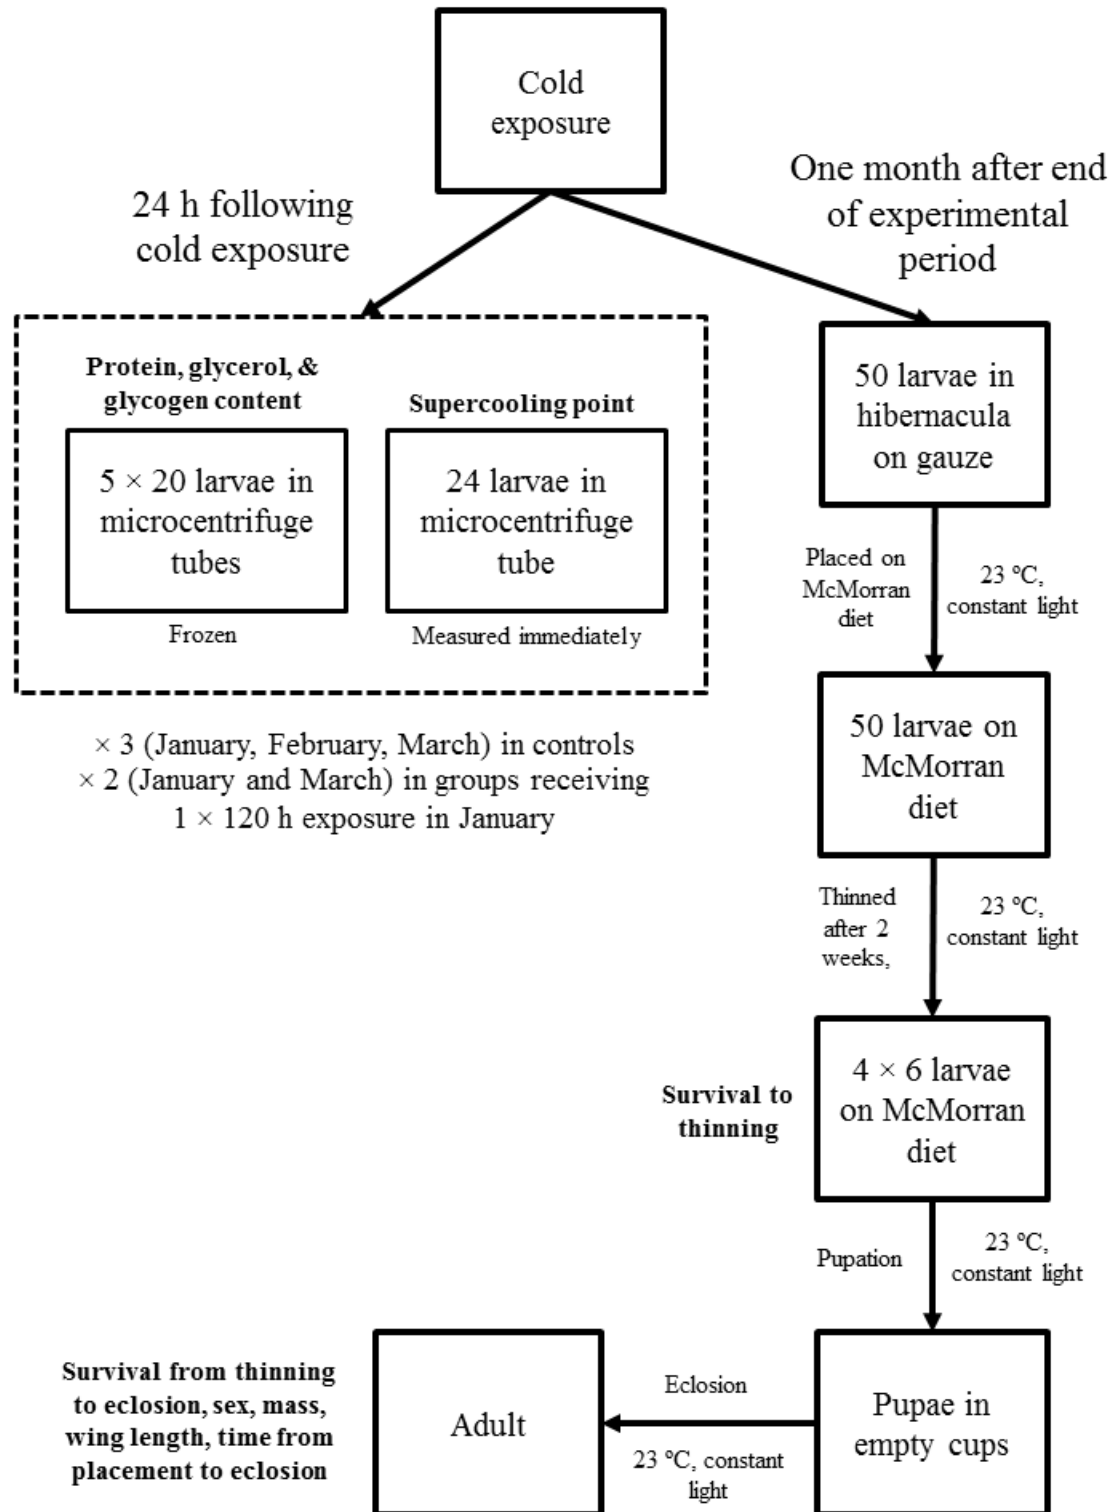 Cold
exposure
24 h following
cold exposure
One month after end
of experimental
period
Protein, glycerol, &
glycogen content
5 × 20 larvae in
microcentrifuge
tubes
Frozen
Supercooling point
24 larvae in
microcentrifuge
tube
Measured immediately
× 3 (January, February, March) in controls
× 2 (January and March) in groups receiving
1 × 120 h exposure in January
50 larvae in
hibernacula
on gauze
Placed on
McMorran
diet
23 ºC,
constant light
50 larvae on
McMorran
diet
Thinned
after 2
weeks,
23 ºC,
constant light
Survival to
thinning
4 × 6 larvae
on McMorran
diet
Pupation
23 ºC,
constant light
Pupae in
empty cups
Eclosion
23 ºC, constant
light
Adult
Survival from thinning
to eclosion, sex, mass,
wing length, time from
placement to eclosion